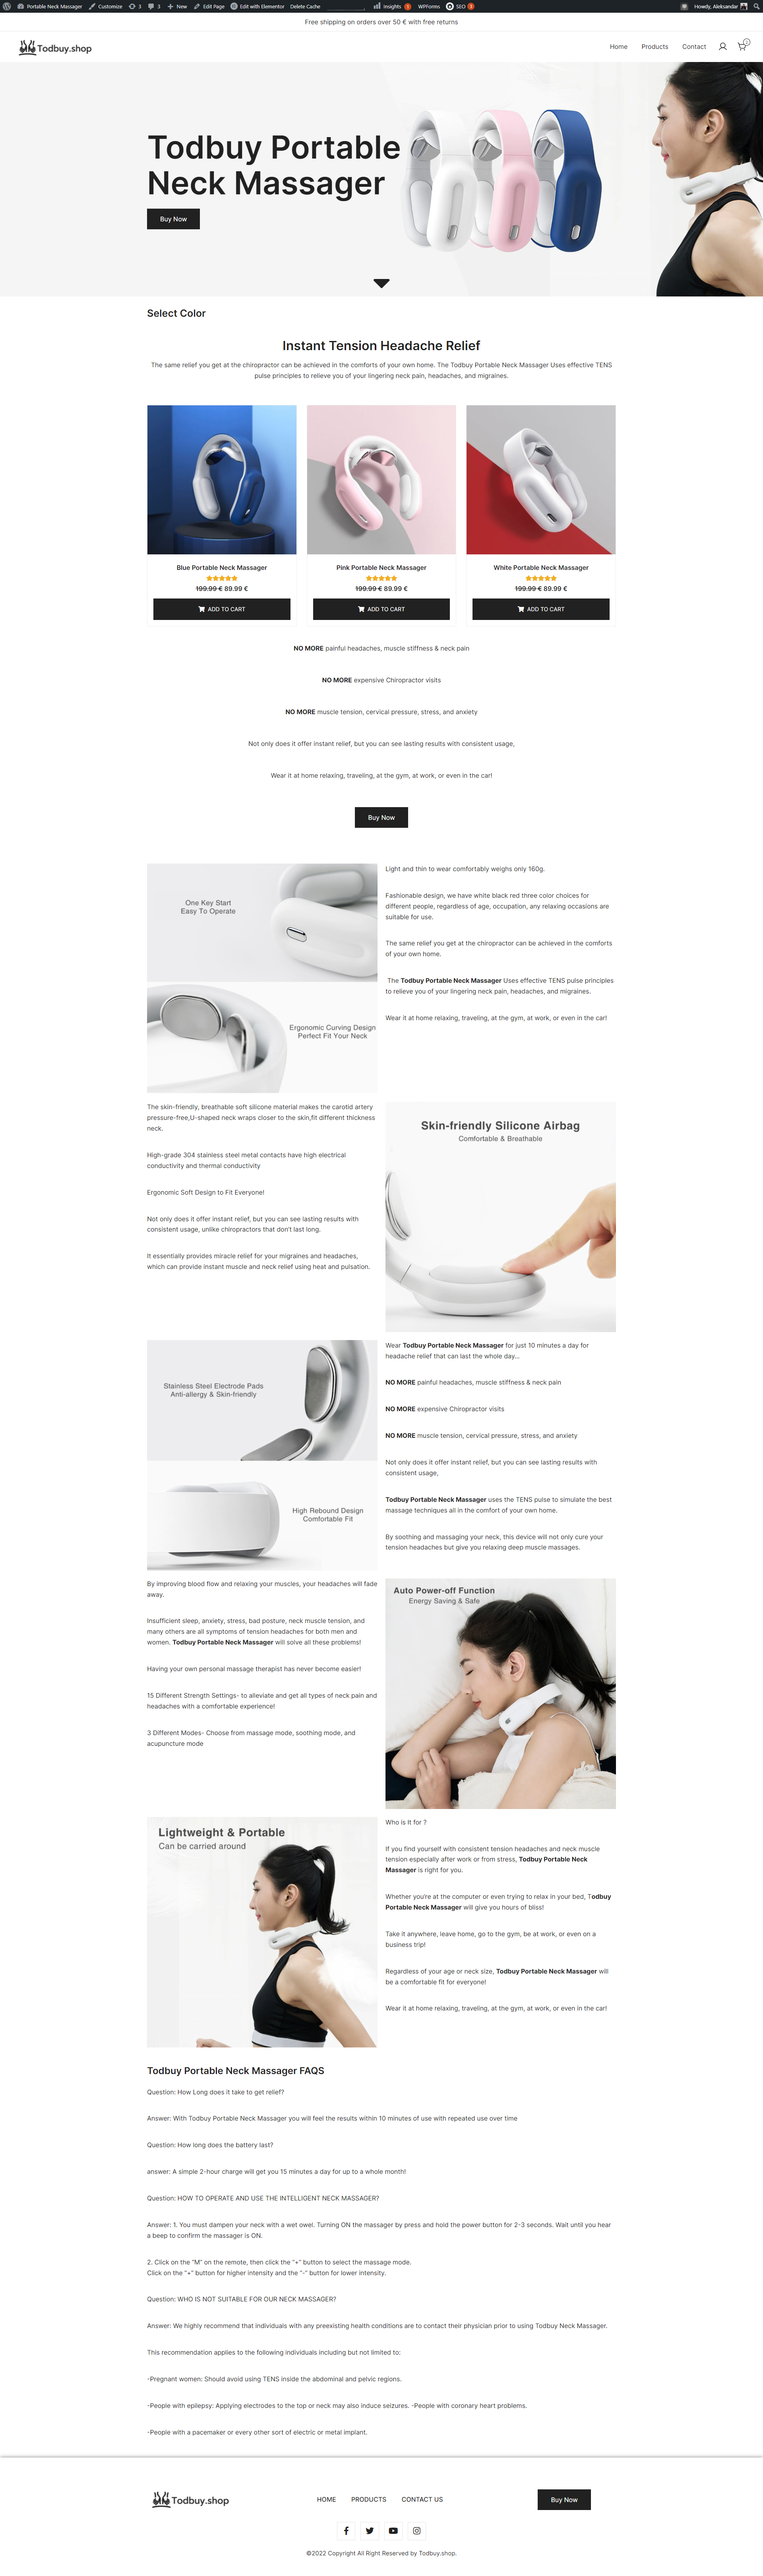 Portable Neck Massager Customize 3 3 New Edit Page Edit with Elementor Delete Cache Insights WPForms SEO Howdy, Aleksandar
Free shipping on orders over 50 € with free returns
Todbuy.shop Home Products Contact
Todbuy Portable
Neck Massager
Buy Now
Select Color
Instant Tension Headache Relief
The same relief you get at the chiropractor can be achieved in the comforts of your own home. The Todbuy Portable Neck Massager Uses effective TENS
pulse principles to relieve you of your lingering neck pain, headaches, and migraines.
Blue Portable Neck Massager
199.99 € 89.99 €
ADD TO CART
Pink Portable Neck Massager
199.99 € 89.99 €
ADD TO CART
White Portable Neck Massager
199.99 € 89.99 €
ADD TO CART
NO MORE painful headaches, muscle stiffness & neck pain
NO MORE expensive Chiropractor visits
NO MORE muscle tension, cervical pressure, stress, and anxiety
Not only does it offer instant relief, but you can see lasting results with consistent usage,
Wear it at home relaxing, traveling, at the gym, at work, or even in the car!
Buy Now
One Key Start
Easy To Operate
Ergonomic Curving Design
Perfect Fit Your Neck
Light and thin to wear comfortably weighs only 160g.
Fashionable design, we have white black red three color choices for
different people, regardless of age, occupation, any relaxing occasions are
suitable for use.
The same relief you get at the chiropractor can be achieved in the comforts
of your own home.
The Todbuy Portable Neck Massager Uses effective TENS pulse principles
to relieve you of your lingering neck pain, headaches, and migraines.
Wear it at home relaxing, traveling, at the gym, at work, or even in the car!
The skin-friendly, breathable soft silicone material makes the carotid artery
pressure-free,U-shaped neck wraps closer to the skin,fit different thickness
neck.
High-grade 304 stainless steel metal contacts have high electrical
conductivity and thermal conductivity
Ergonomic Soft Design to Fit Everyone!
Not only does it offer instant relief, but you can see lasting results with
consistent usage, unlike chiropractors that don't last long.
It essentially provides miracle relief for your migraines and headaches,
which can provide instant muscle and neck relief using heat and pulsation.
Skin-friendly Silicone Airbag
Comfortable & Breathable
Stainless Steel Electrode Pads
Anti-allergy & Skin-friendly
High Rebound Design
Comfortable Fit
Wear Todbuy Portable Neck Massager for just 10 minutes a day for
headache relief that can last the whole day…
NO MORE painful headaches, muscle stiffness & neck pain
NO MORE expensive Chiropractor visits
NO MORE muscle tension, cervical pressure, stress, and anxiety
Not only does it offer instant relief, but you can see lasting results with
consistent usage,
Todbuy Portable Neck Massager uses the TENS pulse to simulate the best
massage techniques all in the comfort of your own home.
By soothing and massaging your neck, this device will not only cure your
tension headaches but give you relaxing deep muscle massages.
By improving blood flow and relaxing your muscles, your headaches will fade
away.
Insufficient sleep, anxiety, stress, bad posture, neck muscle tension, and
many others are all symptoms of tension headaches for both men and
women. Todbuy Portable Neck Massager will solve all these problems!
Having your own personal massage therapist has never become easier!
15 Different Strength Settings- to alleviate and get all types of neck pain and
headaches with a comfortable experience!
3 Different Modes- Choose from massage mode, soothing mode, and
acupuncture mode
Auto Power-off Function
Energy Saving & Safe
Lightweight & Portable
Can be carried around
Who is It for ?
If you find yourself with consistent tension headaches and neck muscle
tension especially after work or from stress, Todbuy Portable Neck
Massager is right for you.
Whether you're at the computer or even trying to relax in your bed, Todbuy
Portable Neck Massager will give you hours of bliss!
Take it anywhere, leave home, go to the gym, be at work, or even on a
business trip!
Regardless of your age or neck size, Todbuy Portable Neck Massager will
be a comfortable fit for everyone!
Wear it at home relaxing, traveling, at the gym, at work, or even in the car!
Todbuy Portable Neck Massager FAQS
Question: How Long does it take to get relief?
Answer: With Todbuy Portable Neck Massager you will feel the results within 10 minutes of use with repeated use over time
Question: How long does the battery last?
answer: A simple 2-hour charge will get you 15 minutes a day for up to a whole month!
Question: HOW TO OPERATE AND USE THE INTELLIGENT NECK MASSAGER?
Answer: 1. You must dampen your neck with a wet owel. Turning ON the massager by press and hold the power button for 2-3 seconds. Wait until you hear
a beep to confirm the massager is ON.
2. Click on the "M" on the remote, then click the "+" button to select the massage mode.
Click on the "+" button for higher intensity and the "-" button for lower intensity.
Question: WHO IS NOT SUITABLE FOR OUR NECK MASSAGER?
Answer: We highly recommend that individuals with any preexisting health conditions are to contact their physician prior to using Todbuy Neck Massager.
This recommendation applies to the following individuals including but not limited to:
-Pregnant women: Should avoid using TENS inside the abdominal and pelvic regions.
-People with epilepsy: Applying electrodes to the top or neck may also induce seizures. -People with coronary heart problems.
-People with a pacemaker or every other sort of electric or metal implant.
Todbuy.shop HOME PRODUCTS CONTACT US Buy Now
©2022 Copyright All Right Reserved by Todbuy.shop.